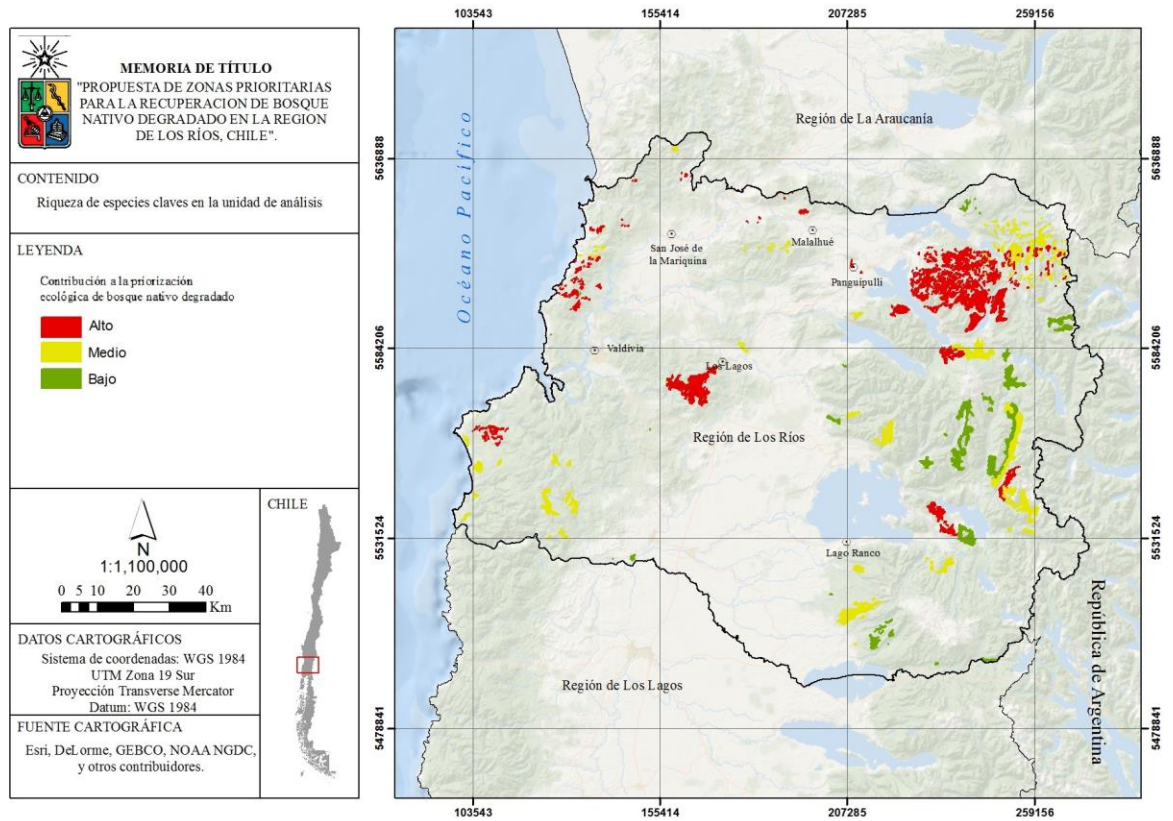 MEMORIA DE TÍTULO
"PROPUESTA DE ZONAS PRIORITARIAS
PARA LA RECUPERACION DE BOSQUE
NATIVO DEGRADADO EN LA REGION
DE LOS RÍOS, CHILE".
CONTENIDO
Riqueza de especies claves en la unidad de análisis
LEYENDA
Contribución a la priorización
ecológica de bosque nativo degradado
Alto
Medio
Bajo
N
1:1,100,000
0 5 10 20 30 40
Km
CHILE
DATOS CARTOGRÁFICOS
Sistema de coordenadas: WGS 1984
UTM Zona 19 Sur
Proyección Transverse Mercator
Datum: WGS 1984
FUENTE CARTOGRÁFICA
Esri, DeLorme, GEBCO, NOAA NGDC,
y otros contribuidores.
103543 155414 207285 259156
5636888 5636888
5584206 5584206
5531524 5531524
5478841 5478841
Océano Pacífico
Región de La Araucanía
San José de
la Mariquina
Malalhué
Panguipulli
Valdivia
Los Lagos
Región de Los Ríos
Lago Ranco
Región de Los Lagos
República de Argentina
103543 155414 207285 259156